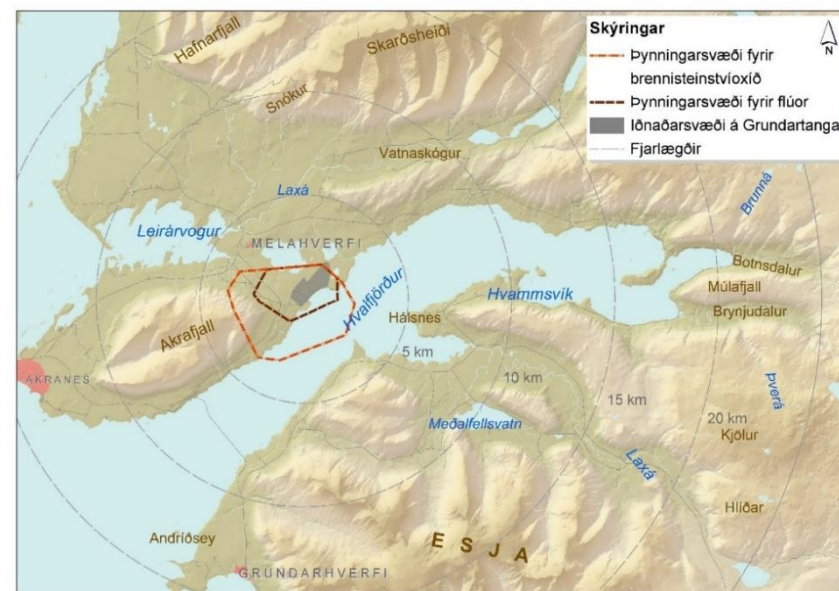 Skýringar
N
Þynningarsvæði fyrir
brennisteinstvíoxíð
Þynningarsvæði fyrir flúor
Iðnaðarsvæði á Grundartanga
Fjarlægðir
Hafnarfjall
Skarðsheiði
Snókur
Vatnaskógur
Brunná
Laxá
Leirárvogur
MELAHVERFI
Botnsdalur
Múlafjall
Hvalfjörður
Hvammsvík
Brynjudalur
Hálsnes
Akrafjall
5 km
AKRANES
10 km
15 km
Þverá
20 km
Meðalfellsvatn
Kjölur
Laxá
Hlíðar
Andríðsey
ESJA
GRUNDARHVERFI